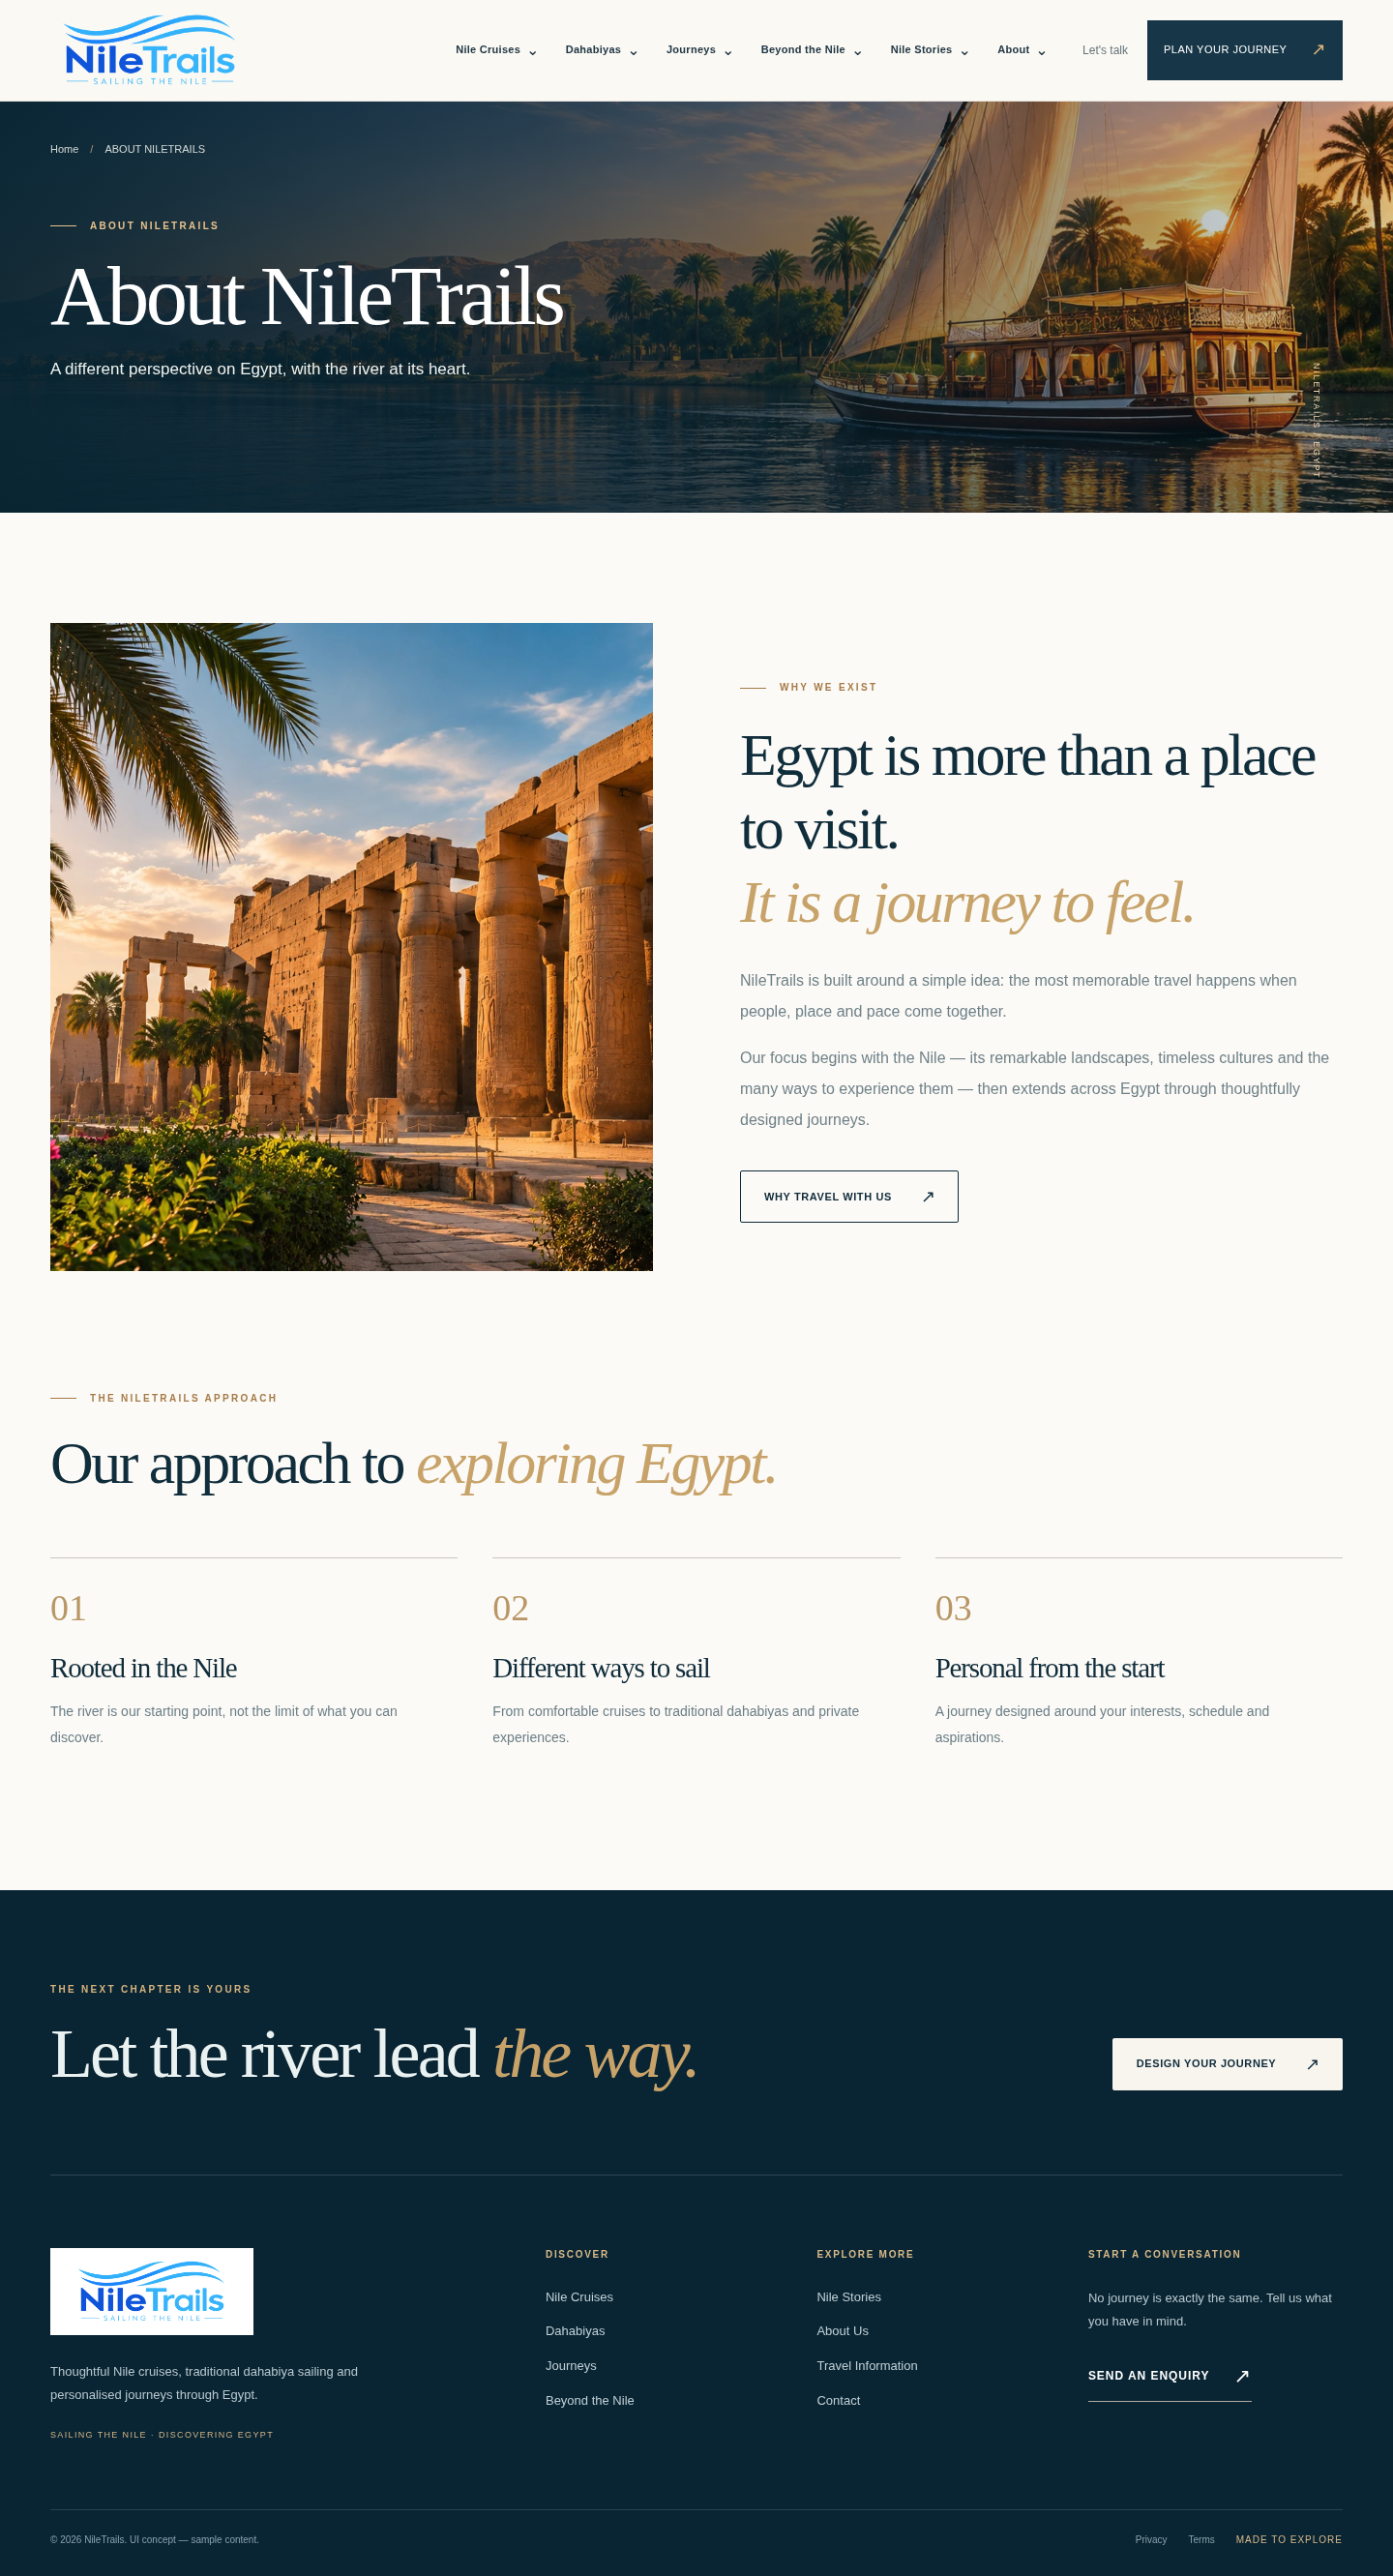 NileTrails
SAILING THE NILE
Nile Cruises
Dahabiyas
Journeys
Beyond the Nile
Nile Stories
About
Let's talk
PLAN YOUR JOURNEY ↗
Home / ABOUT NILETRAILS
ABOUT NILETRAILS
About NileTrails
A different perspective on Egypt, with the river at its heart.
NILETRAILS · EGYPT
WHY WE EXIST
Egypt is more than a place
to visit.
It is a journey to feel.
NileTrails is built around a simple idea: the most memorable travel happens when
people, place and pace come together.
Our focus begins with the Nile — its remarkable landscapes, timeless cultures and the
many ways to experience them — then extends across Egypt through thoughtfully
designed journeys.
WHY TRAVEL WITH US ↗
THE NILETRAILS APPROACH
Our approach to exploring Egypt.
01
Rooted in the Nile
The river is our starting point, not the limit of what you can
discover.
02
Different ways to sail
From comfortable cruises to traditional dahabiyas and private
experiences.
03
Personal from the start
A journey designed around your interests, schedule and
aspirations.
THE NEXT CHAPTER IS YOURS
Let the river lead the way.
DESIGN YOUR JOURNEY ↗
NileTrails
SAILING THE NILE
Thoughtful Nile cruises, traditional dahabiya sailing and
personalised journeys through Egypt.
SAILING THE NILE · DISCOVERING EGYPT
DISCOVER
Nile Cruises
Dahabiyas
Journeys
Beyond the Nile
EXPLORE MORE
Nile Stories
About Us
Travel Information
Contact
START A CONVERSATION
No journey is exactly the same. Tell us what
you have in mind.
SEND AN ENQUIRY ↗
© 2026 NileTrails. UI concept — sample content.
Privacy
Terms
MADE TO EXPLORE